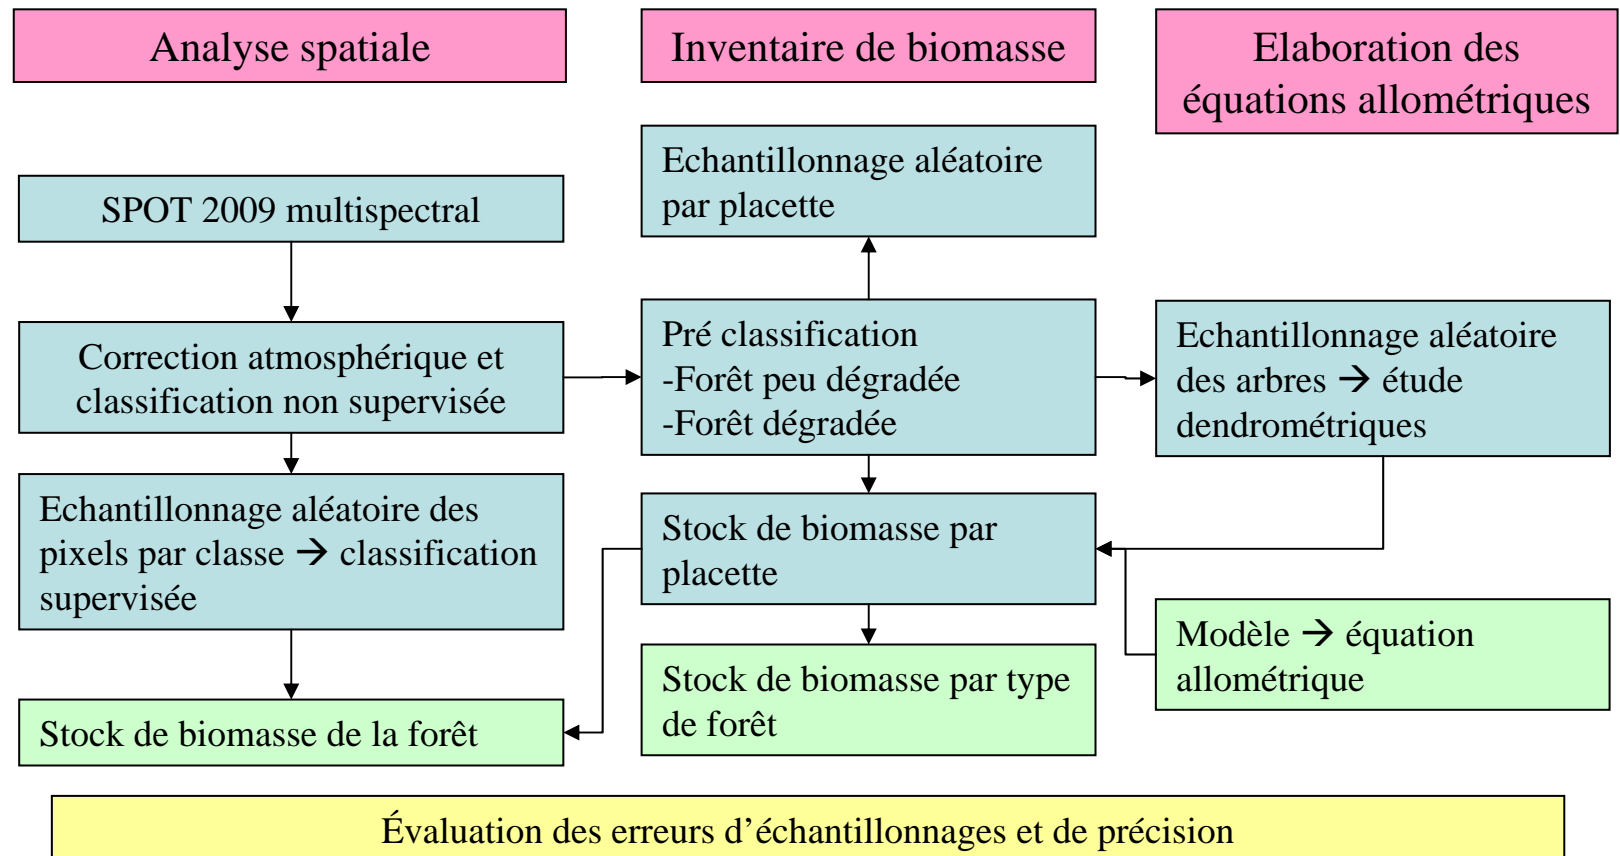 Analyse spatiale
Inventaire de biomasse
Elaboration des
équations allométriques
SPOT 2009 multispectral
Correction atmosphérique et
classification non supervisée
Echantillonnage aléatoire des
pixels par classe → classification
supervisée
Stock de biomasse de la forêt
Echantillonnage aléatoire
par placette
Pré classification
-Forêt peu dégradée
-Forêt dégradée
Stock de biomasse par
placette
Stock de biomasse par type
de forêt
Echantillonnage aléatoire
des arbres → étude
dendrométriques
Modèle → équation
allométrique
Évaluation des erreurs d’échantillonnages et de précision